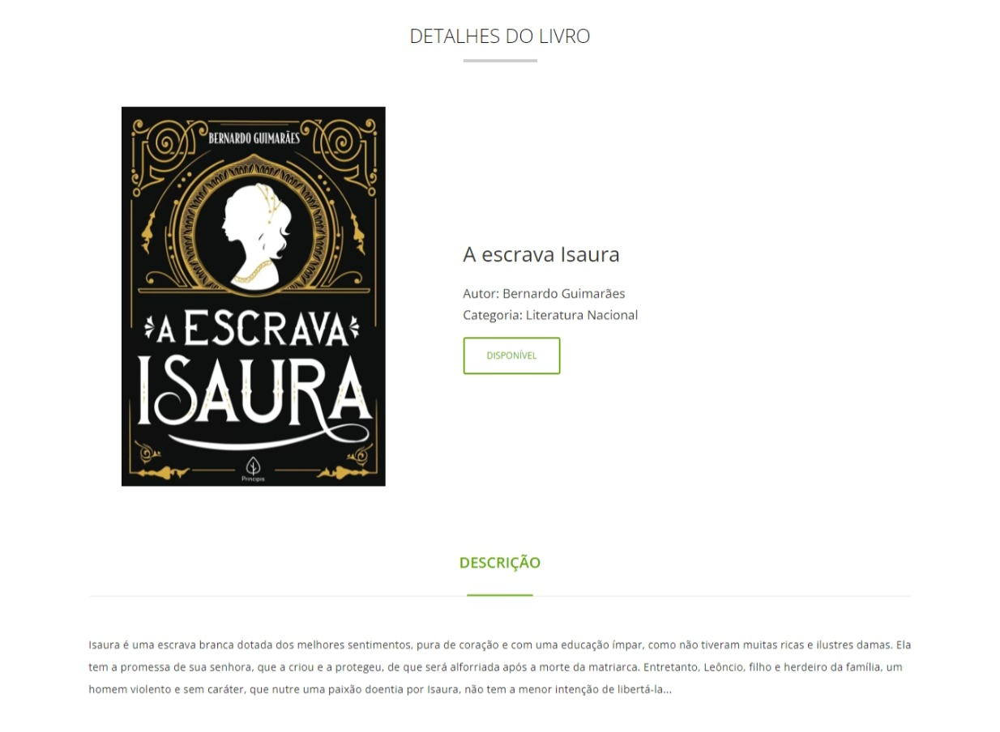 DETALHES DO LIVRO
BERNARDO GUIMARÃES
A ESCRAVA
ISAURA
Principis
A escrava Isaura
Autor: Bernardo Guimarães
Categoria: Literatura Nacional
DISPONÍVEL
DESCRIÇÃO
Isaura é uma escrava branca dotada dos melhores sentimentos, pura de coração e com uma educação ímpar, como não tiveram muitas ricas e ilustres damas. Ela
tem a promessa de sua senhora, que a criou e a protegeu, de que será alforriada após a morte da matriarca. Entretanto, Leôncio, filho e herdeiro da família, um
homem violento e sem caráter, que nutre uma paixão doentia por Isaura, não tem a menor intenção de libertá-la...